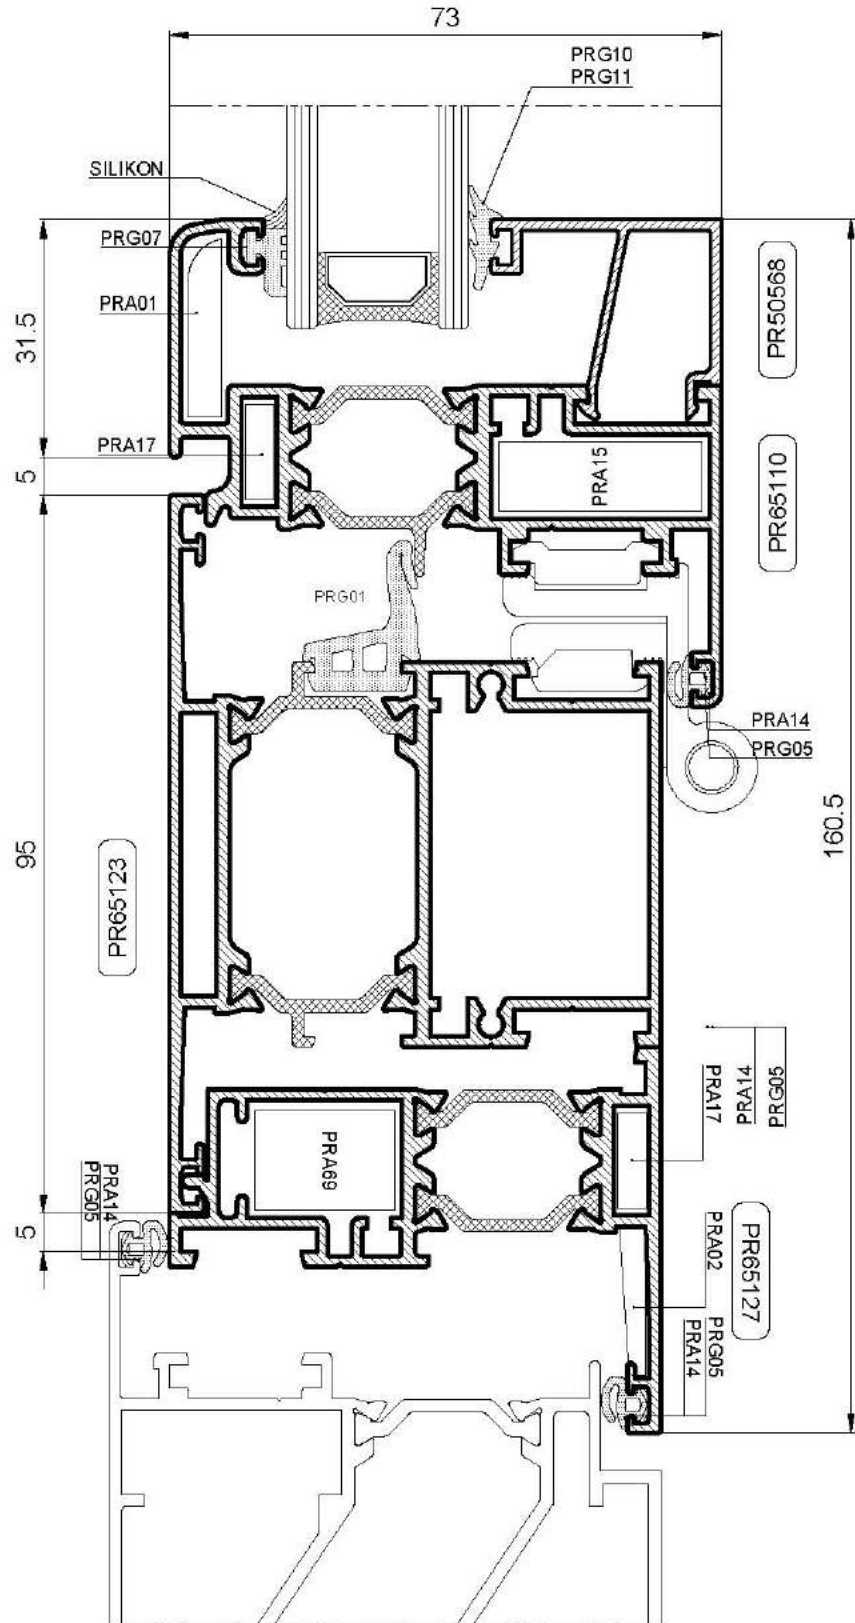 73
PRG10
PRG11
SILIKON
PRG07
PRA01
31.5
PR50568
PRA17
5
PRA15
PR65110
PRG01
PRA14
PRG05
160.5
95
PR65123
PRG05
PRA14
PRA17
PRA69
PRA14
PRG05
5
PRA02
PR65127
PRG05
PRA14